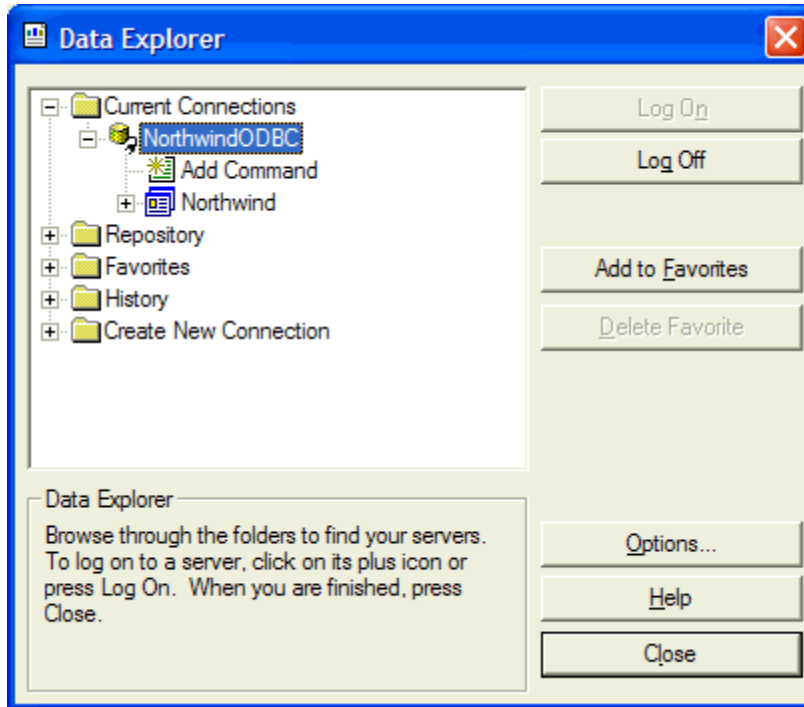 Data Explorer
Current Connections
NorthwindODBC
Add Command
Northwind
Repository
Favorites
History
Create New Connection
Log On
Log Off
Add to Favorites
Delete Favorite
Data Explorer
Browse through the folders to find your servers.
To log on to a server, click on its plus icon or
press Log On. When you are finished, press
Close.
Options...
Help
Close